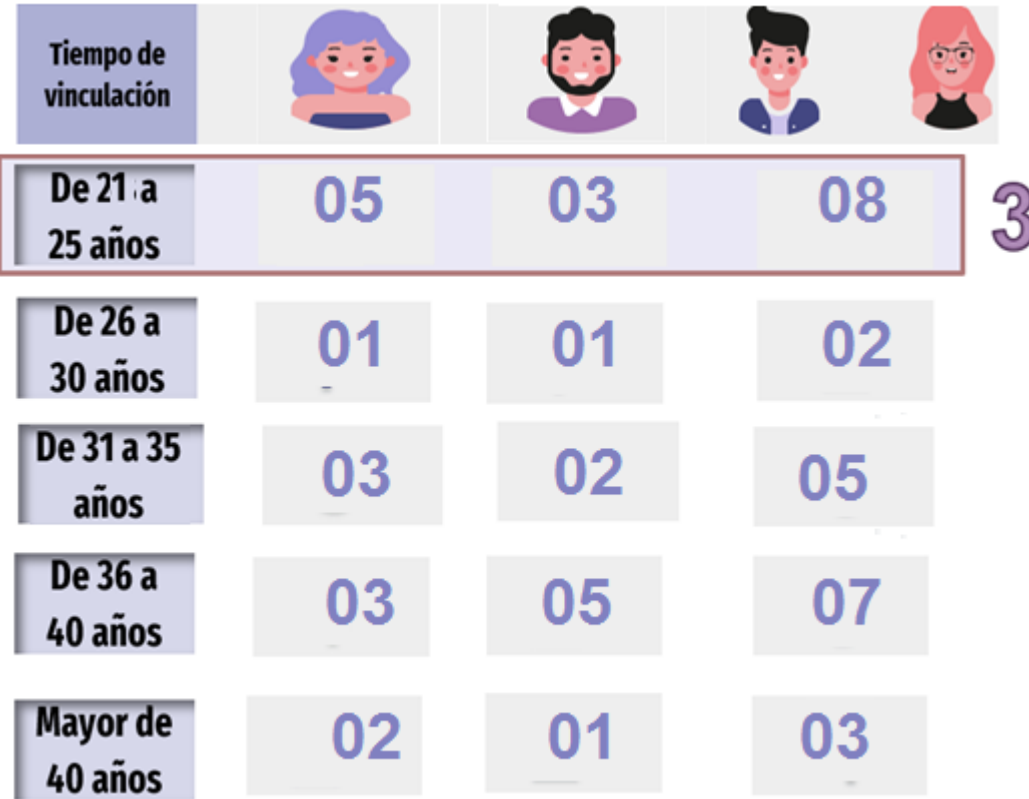 Tiempo de
vinculación
De 21 a
25 años
05 03 08
3
De 26 a
30 años
01 01 02
De 31 a 35
años
03 02 05
De 36 a
40 años
03 05 07
Mayor de
40 años
02 01 03